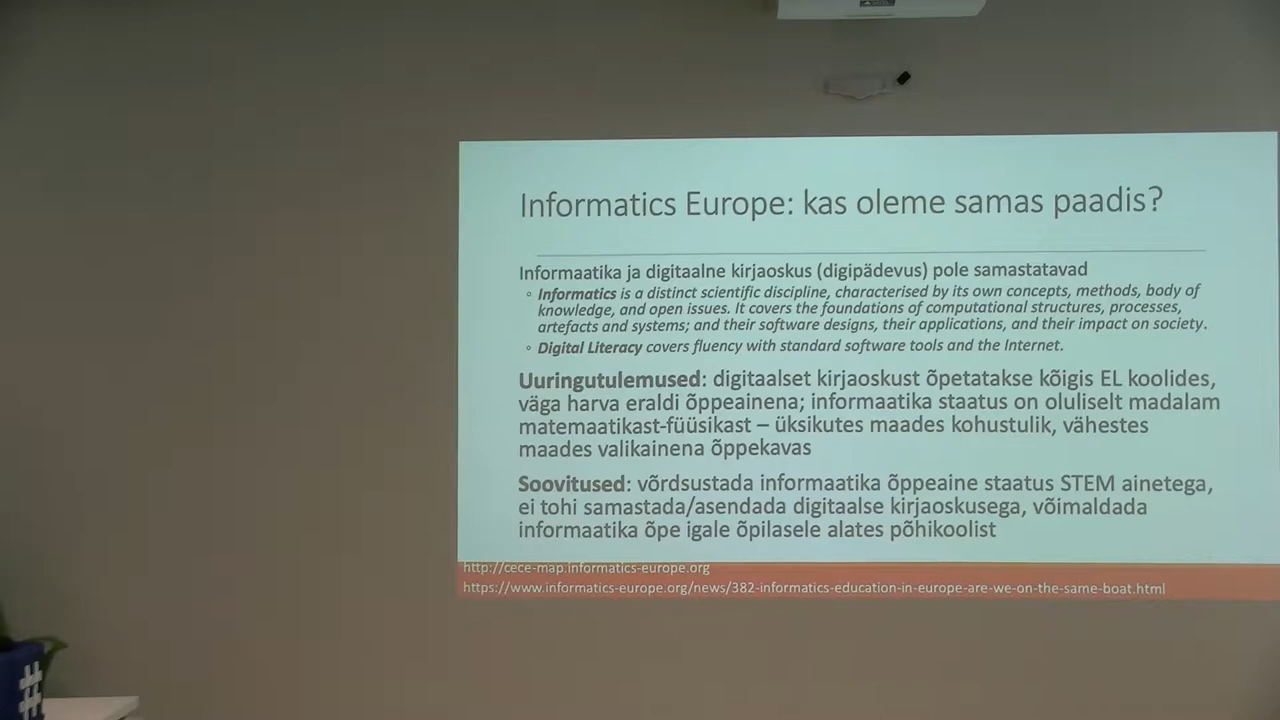 Informatics Europe: kas oleme samas paadis?
Informaatika ja digitaalne kirjaoskus (digipädevus) pole samastatavad
◦ Informatics is a distinct scientific discipline, characterised by its own concepts, methods, body of
knowledge, and open issues. It covers the foundations of computational structures, processes,
artefacts and systems; and their software designs, their applications, and their impact on society.
◦ Digital Literacy covers fluency with standard software tools and the Internet.
Uuringutulemused: digitaalset kirjaoskust õpetatakse kõigis EL koolides,
väga harva eraldi õppeainena; informaatika staatus on oluliselt madalam
matemaatikast-füüsikast – üksikutes maades kohustulik, vähestes
maades valikainena õppekavas
Soovitused: võrdsustada informaatika õppeaine staatus STEM ainetega,
ei tohi samastada/asendada digitaalse kirjaoskusega, võimaldada
informaatika õpe igale õpilasele alates põhikoolist
http://cece-map.informatics-europe.org
https://www.informatics-europe.org/news/382-informatics-education-in-europe-are-we-on-the-same-boat.html
##